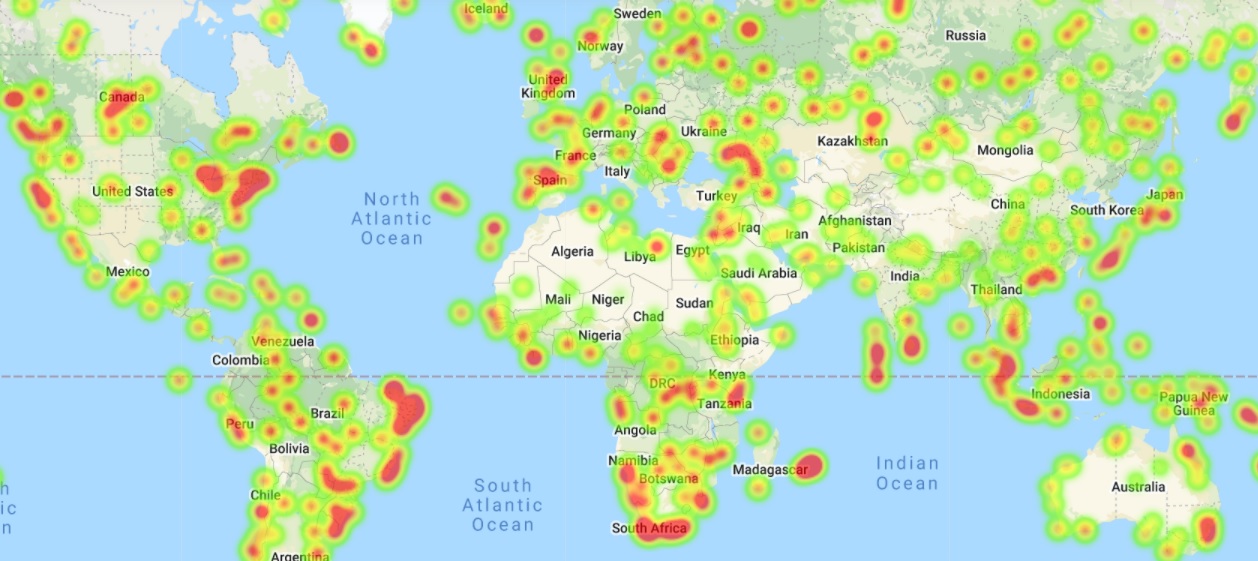 Iceland
Sweden
Norway
Russia
United
Kingdom
Canada
Poland
Germany
Ukraine
Kazakhstan
France
Mongolia
Italy
Spain
United States
Turkey
Japan
China
South Korea
North
Atlantic
Ocean
Afghanistan
Iraq
Iran
Algeria
Libya
Egypt
Pakistan
Mexico
Saudi Arabia
India
Thailand
Mali
Niger
Sudan
Chad
Nigeria
Ethiopia
Venezuela
Colombia
Kenya
DRC
Indonesia
Tanzania
Papua New
Guinea
Brazil
Peru
Angola
Bolivia
Namibia
Madagascar
Botswana
Indian
Ocean
Australia
Chile
South
Atlantic
Ocean
South Africa
Argentina
h
ic
n